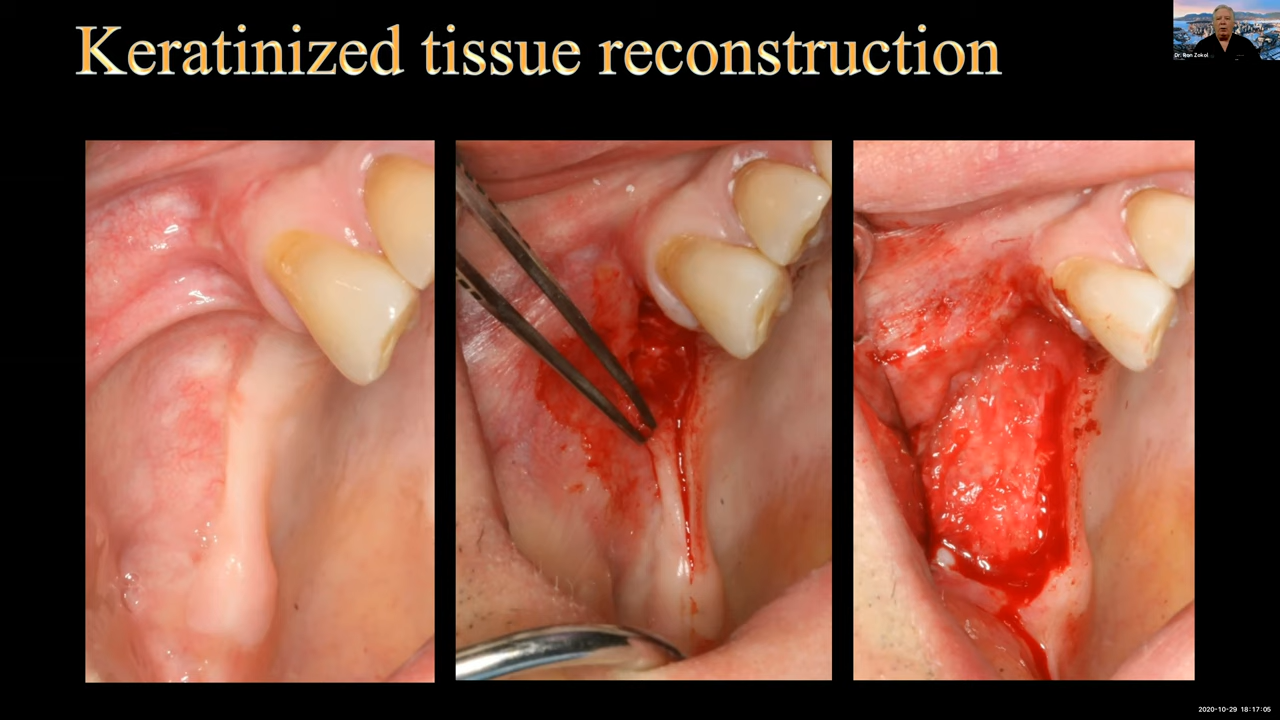 Keratinized tissue reconstruction
Dr. Ron Zokol
2020-10-29 18:17:05